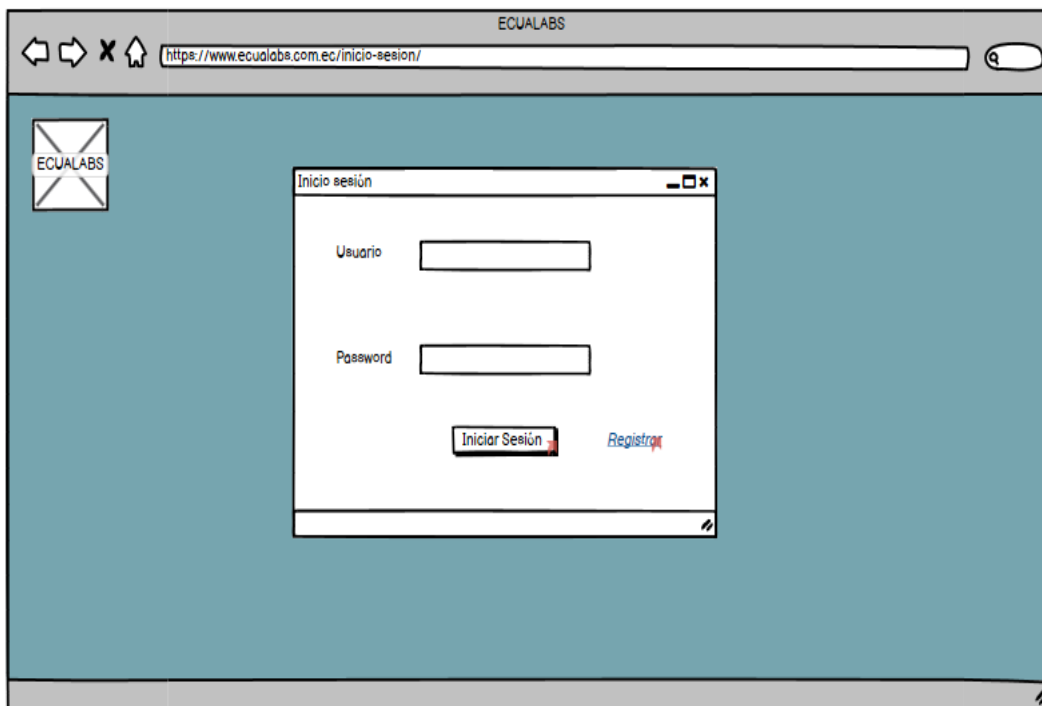 ECUALABS
https://www.ecualabs.com.ec/inicio-sesion/
ECUALABS
Inicio sesión
Usuario
Password
Iniciar Sesión
Registrar